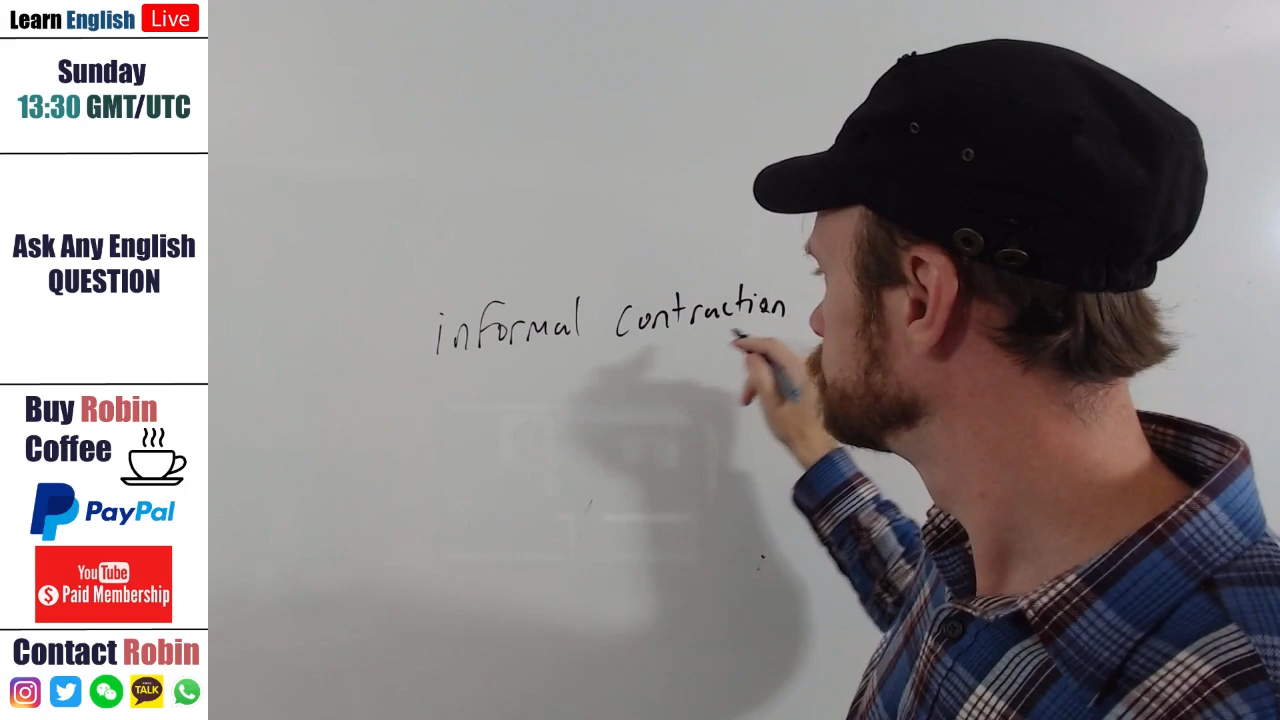 Learn English Live
Sunday
13:30 GMT/UTC
Ask Any English
QUESTION
Buy Robin
Coffee
PayPal
YouTube
$ Paid Membership
Contact Robin
TALK
informal contraction